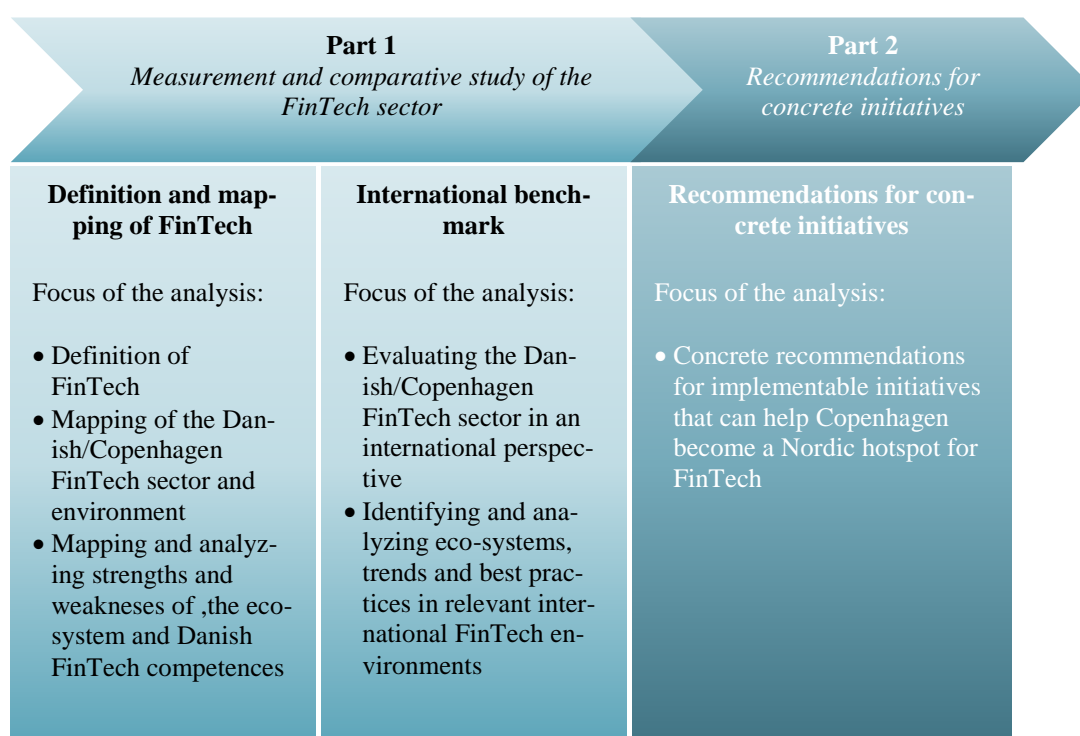 Part 1
Measurement and comparative study of the
FinTech sector
Part 2
Recommendations for
concrete initiatives
Definition and map-
ping of FinTech
Focus of the analysis:
• Definition of
FinTech
• Mapping of the Dan-
ish/Copenhagen
FinTech sector and
environment
• Mapping and analyz-
ing strengths and
weakneses of ,the eco-
system and Danish
FinTech competences
International bench-
mark
Focus of the analysis:
• Evaluating the Dan-
ish/Copenhagen
FinTech sector in an
international perspec-
tive
• Identifying and ana-
lyzing eco-systems,
trends and best prac-
tices in relevant inter-
national FinTech en-
vironments
Recommendations for con-
crete initiatives
Focus of the analysis:
• Concrete recommendations
for implementable initiatives
that can help Copenhagen
become a Nordic hotspot for
FinTech